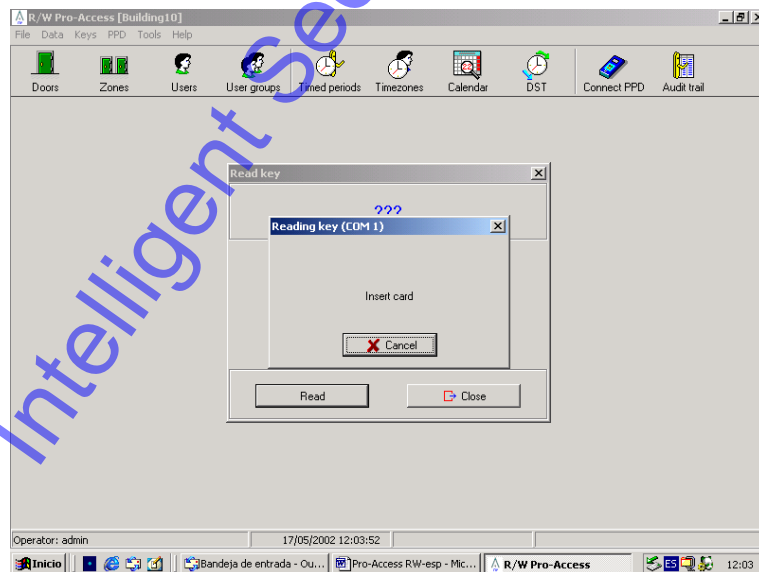 R/W Pro-Access [Building10]
File Data Keys PPD Tools Help
Doors Zones Users User groups Timed periods Timezones Calendar DST Connect PPD Audit trail
Read key
???
Reading key (COM 1)
Insert card
Cancel
Read Close
Intelligent
Operator: admin 17/05/2002 12:03:52
Inicio Bandeja de entrada - Ou... Pro-Access RW-esp - Mic... R/W Pro-Access ES 12:03